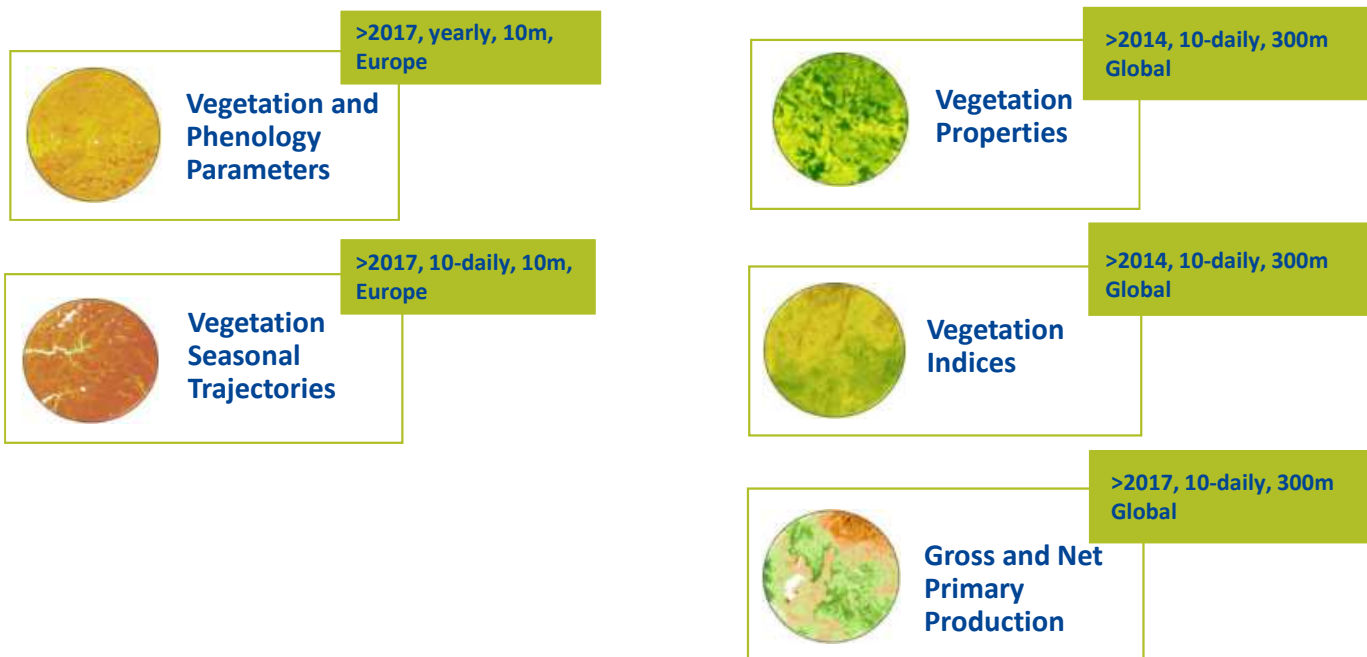 >2017, yearly, 10m,
Europe
Vegetation and
Phenology
Parameters
>2017, 10-daily, 10m,
Europe
Vegetation
Seasonal
Trajectories
>2014, 10-daily, 300m
Global
Vegetation
Properties
>2014, 10-daily, 300m
Global
Vegetation
Indices
>2017, 10-daily, 300m
Global
Gross and Net
Primary
Production